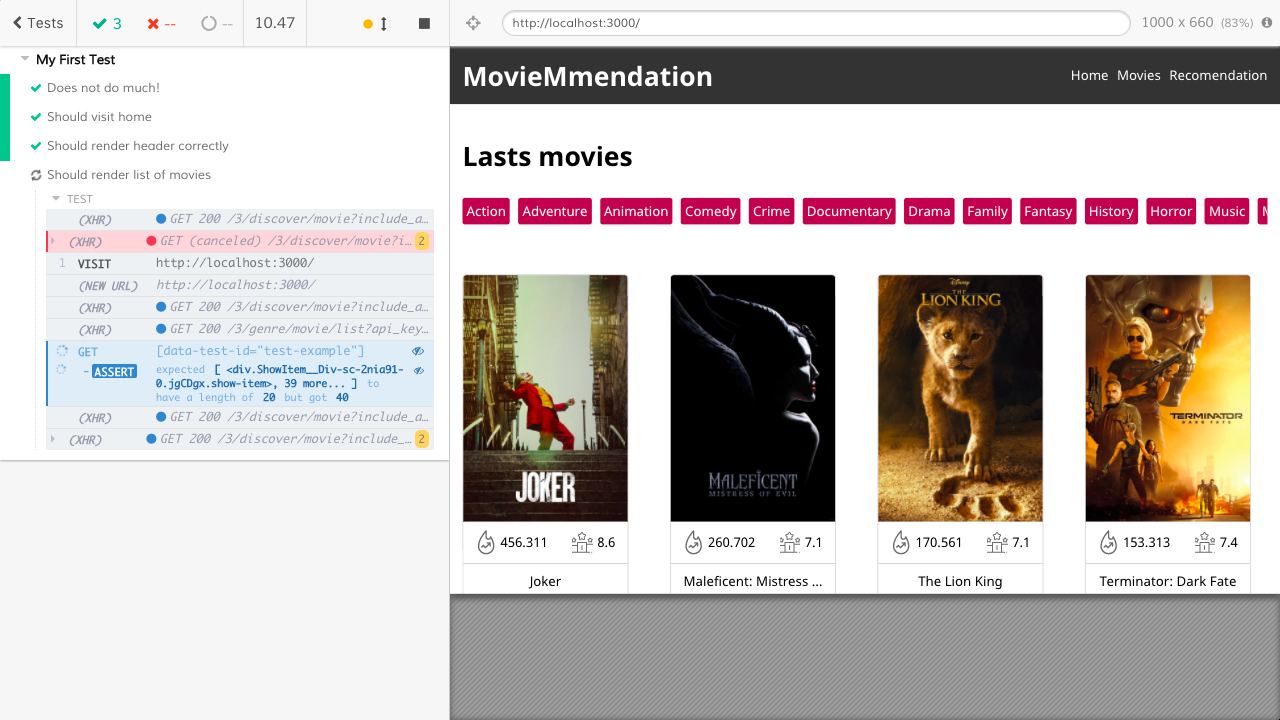 Tests
3
--
--
10.47
http://localhost:3000/
1000 x 660 (83%)
My First Test
Does not do much!
Should visit home
Should render header correctly
Should render list of movies
TEST
(XHR) GET 200 /3/discover/movie?include_a…
(XHR) GET (canceled) /3/discover/movie?i… 2
1 VISIT http://localhost:3000/
(NEW URL) http://localhost:3000/
(XHR) GET 200 /3/discover/movie?include_a…
(XHR) GET 200 /3/genre/movie/list?api_key…
GET [data-test-id="test-example"]
-ASSERT expected [ <div.ShowItem__Div-sc-2nia91-
0.jgCDgx.show-item>, 39 more... ] to
have a length of 20 but got 40
(XHR) GET 200 /3/discover/movie?include_a…
(XHR) GET 200 /3/discover/movie?include_… 2
MovieMmendation
Home Movies Recomendation
Lasts movies
Action Adventure Animation Comedy Crime Documentary Drama Family Fantasy History Horror Music
JOKER
MALEFICENT
MISTRESS OF EVIL
Disney
THE
LION KING
TERMINATOR
DARK FATE
456.311 8.6
260.702 7.1
170.561 7.1
153.313 7.4
Joker
Maleficent: Mistress ...
The Lion King
Terminator: Dark Fate